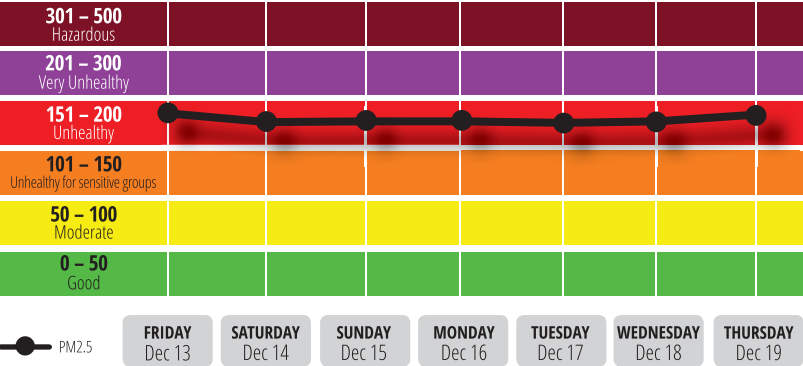 301 – 500
Hazardous
201 – 300
Very Unhealthy
151 – 200
Unhealthy
101 – 150
Unhealthy for sensitive groups
50 – 100
Moderate
0 – 50
Good
PM2.5
FRIDAY
Dec 13
SATURDAY
Dec 14
SUNDAY
Dec 15
MONDAY
Dec 16
TUESDAY
Dec 17
WEDNESDAY
Dec 18
THURSDAY
Dec 19